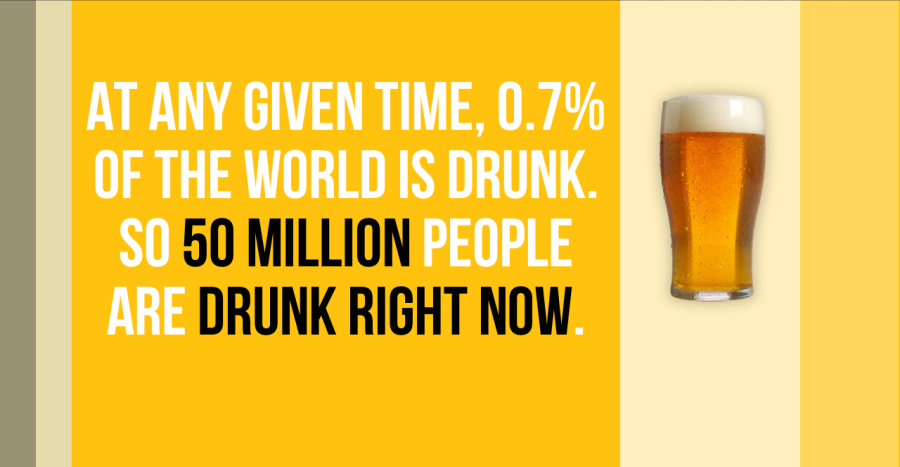 AT ANY GIVEN TIME, 0.7%
OF THE WORLD IS DRUNK.
SO 50 MILLION PEOPLE
ARE DRUNK RIGHT NOW.